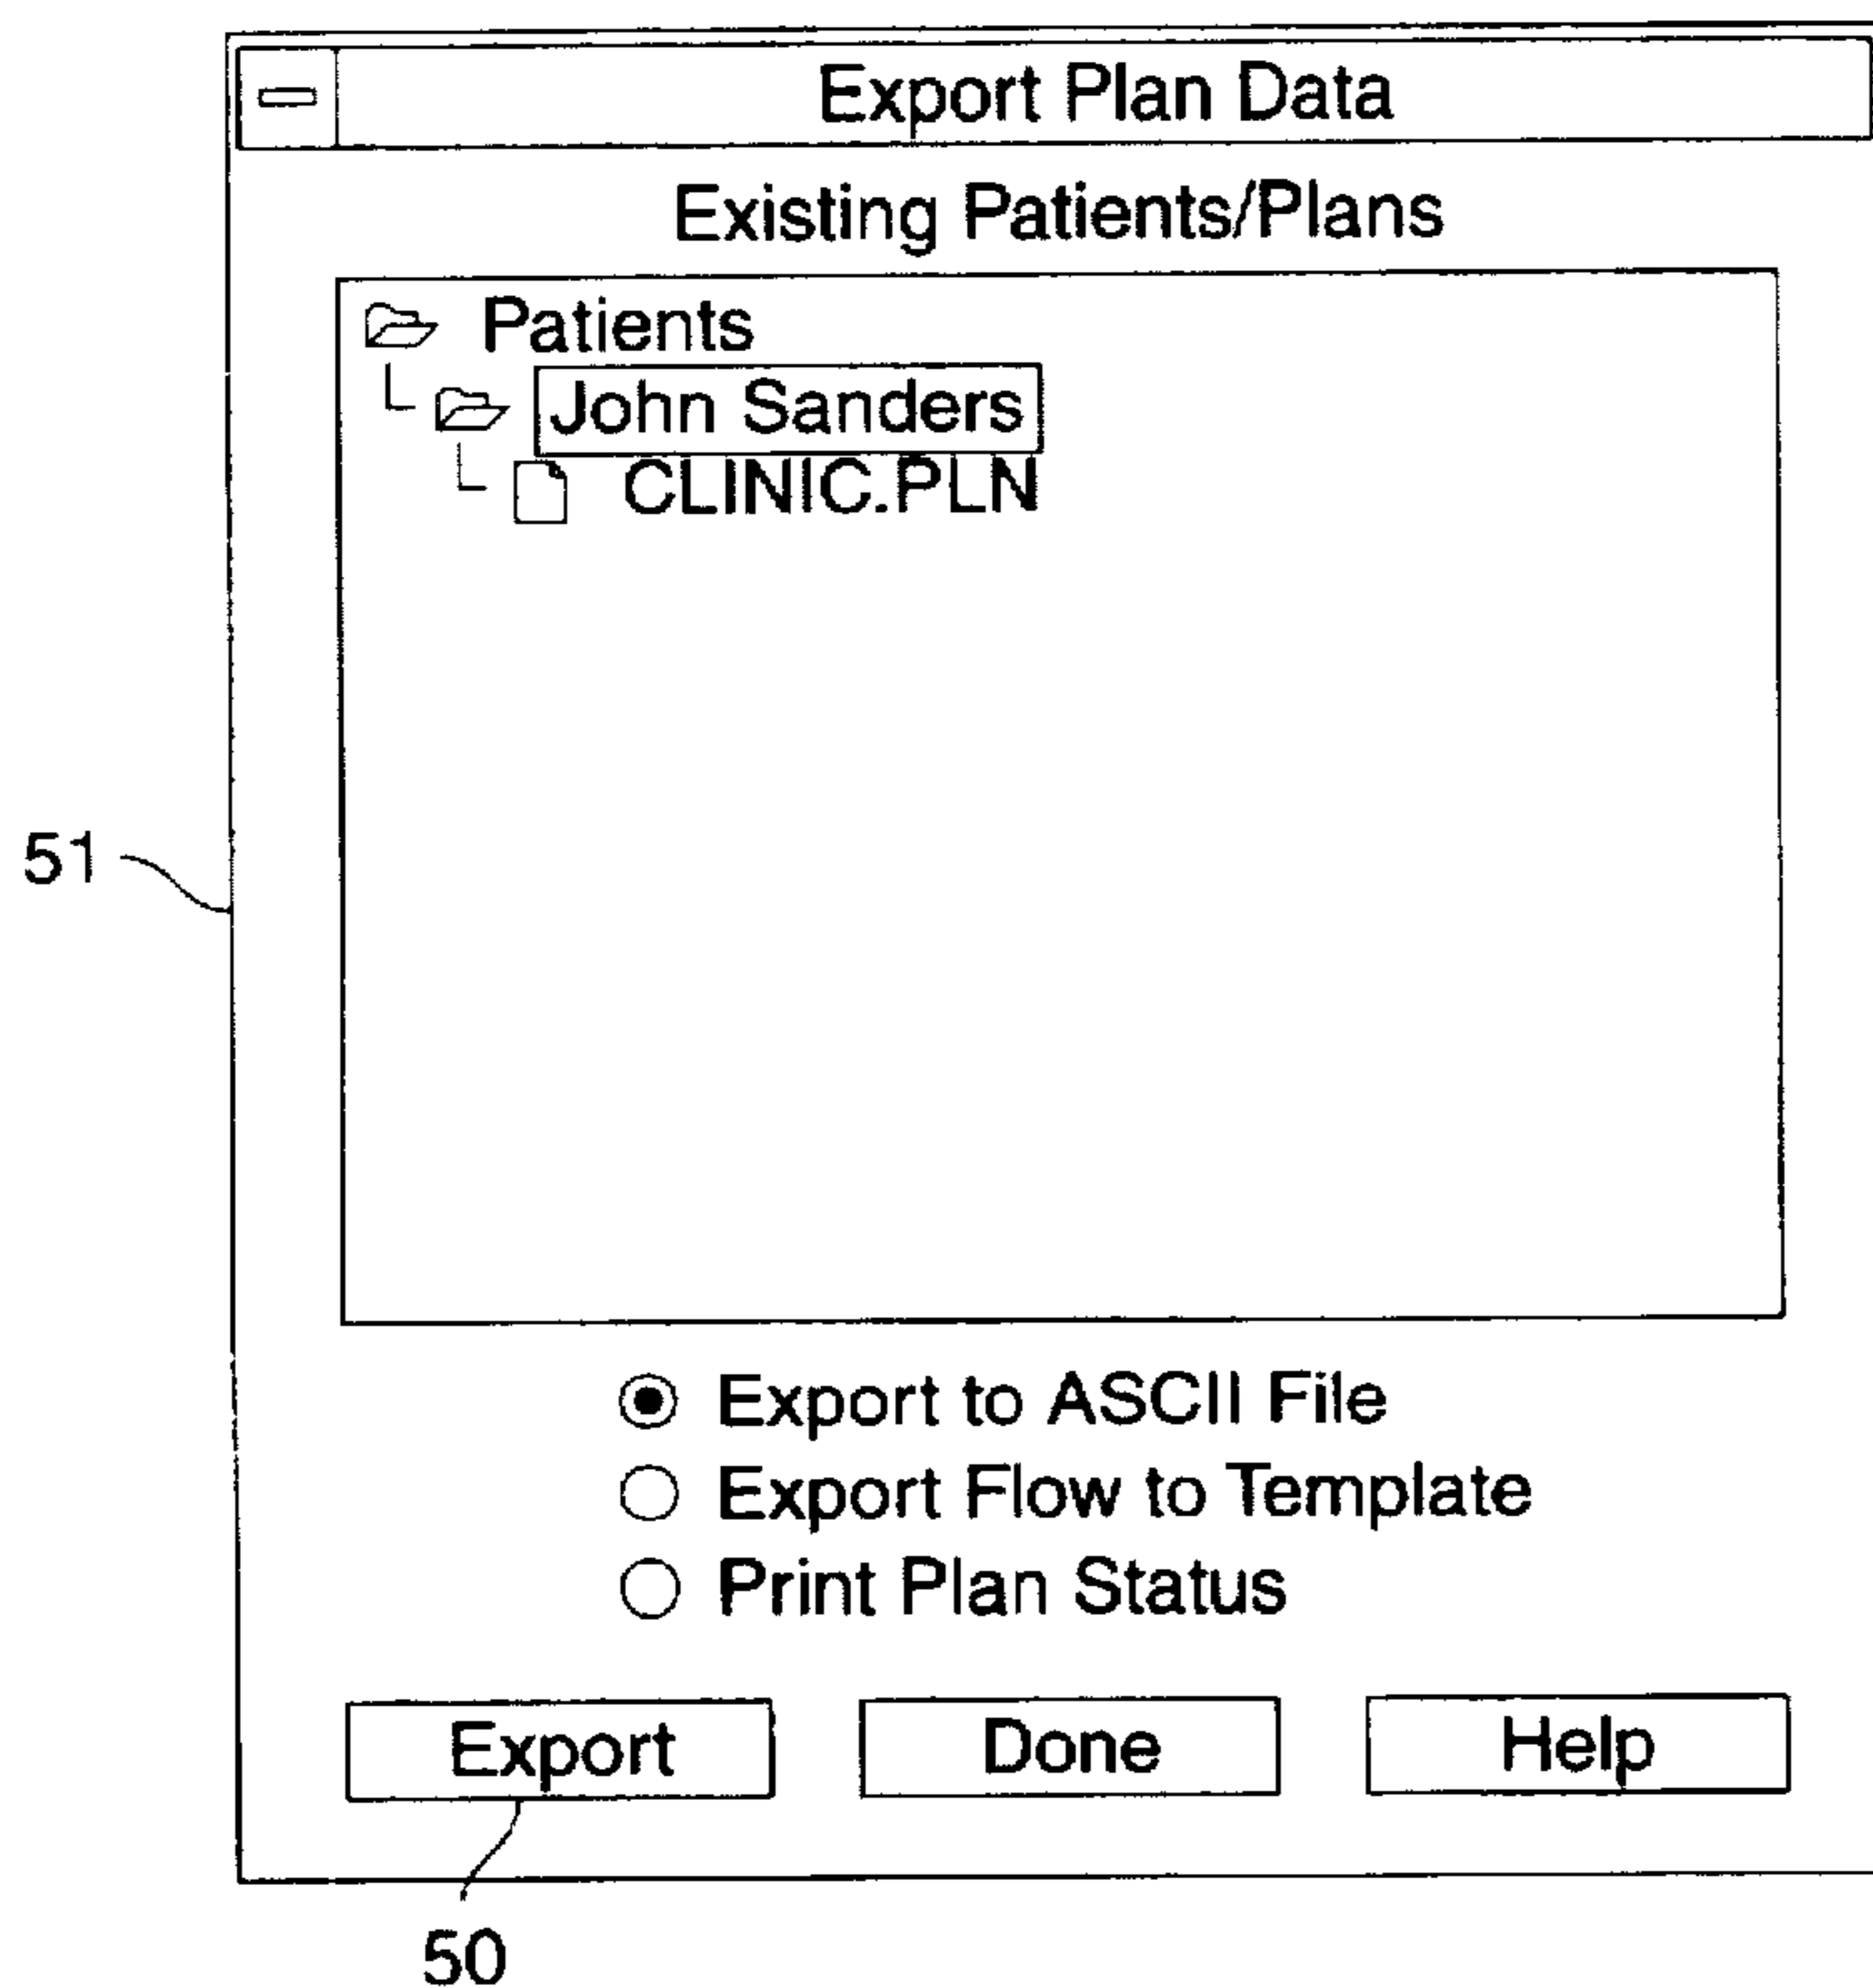 Export Plan Data
Existing Patients/Plans
Patients
John Sanders
CLINIC.PLN
51
Export to ASCII File
Export Flow to Template
Print Plan Status
Export Done Help
50